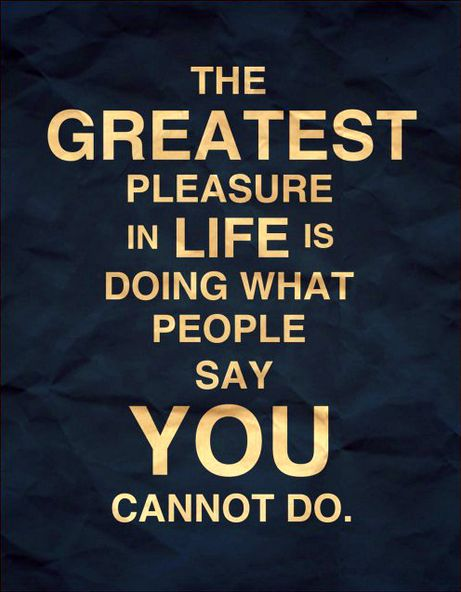 THE
GREATEST
PLEASURE
IN LIFE IS
DOING WHAT
PEOPLE
SAY
YOU
CANNOT DO.